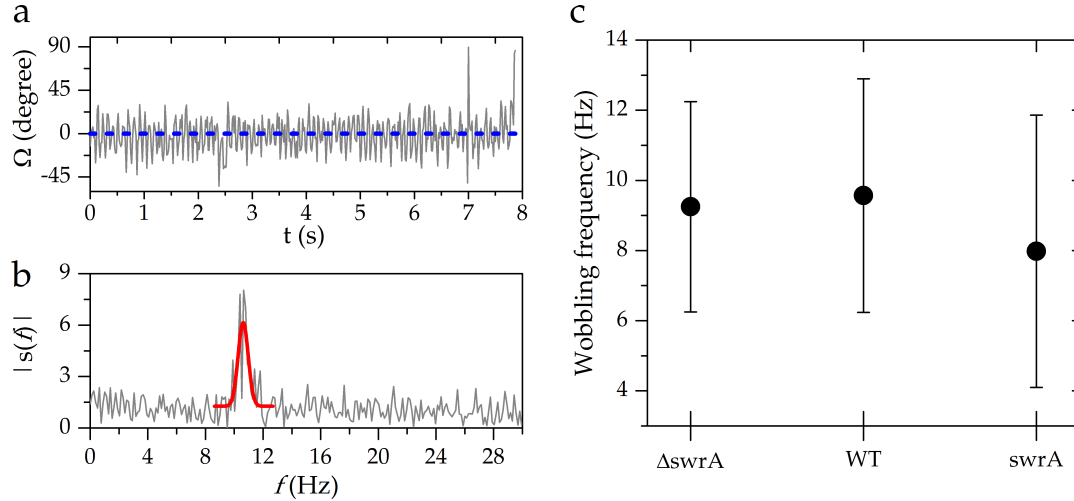 a
Ω (degree)
90
45
0
-45
0 1 2 3 4 5 6 7 8
t (s)
b
| s(f) |
9
6
3
0
0 4 8 12 16 20 24 28
f (Hz)
c
Wobbling frequency (Hz)
14
12
10
8
6
4
ΔswrA WT swrA